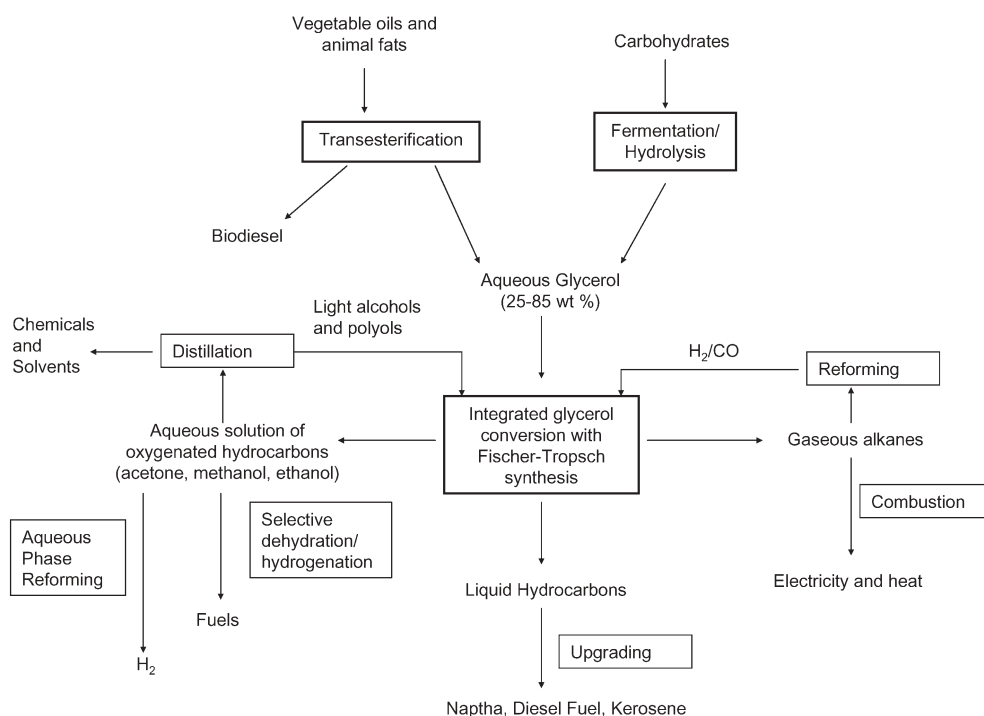 Vegetable oils and
animal fats
Carbohydrates
Transesterification
Fermentation/
Hydrolysis
Biodiesel
Aqueous Glycerol
(25-85 wt %)
Light alcohols
and polyols
Chemicals
and
Solvents
Distillation
H₂/CO
Reforming
Integrated glycerol
conversion with
Fischer-Tropsch
synthesis
Aqueous solution of
oxygenated hydrocarbons
(acetone, methanol, ethanol)
Gaseous alkanes
Combustion
Selective
dehydration/
hydrogenation
Aqueous
Phase
Reforming
Electricity and heat
Liquid Hydrocarbons
Fuels
H₂
Upgrading
Naptha, Diesel Fuel, Kerosene